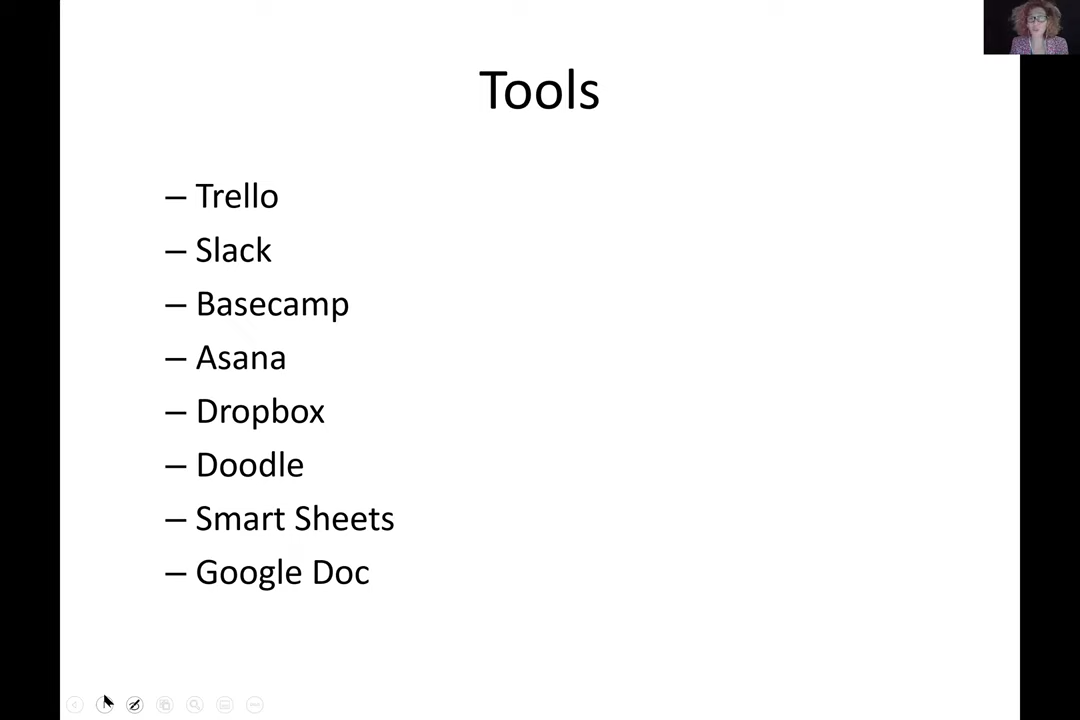 Tools
– Trello
– Slack
– Basecamp
– Asana
– Dropbox
– Doodle
– Smart Sheets
– Google Doc